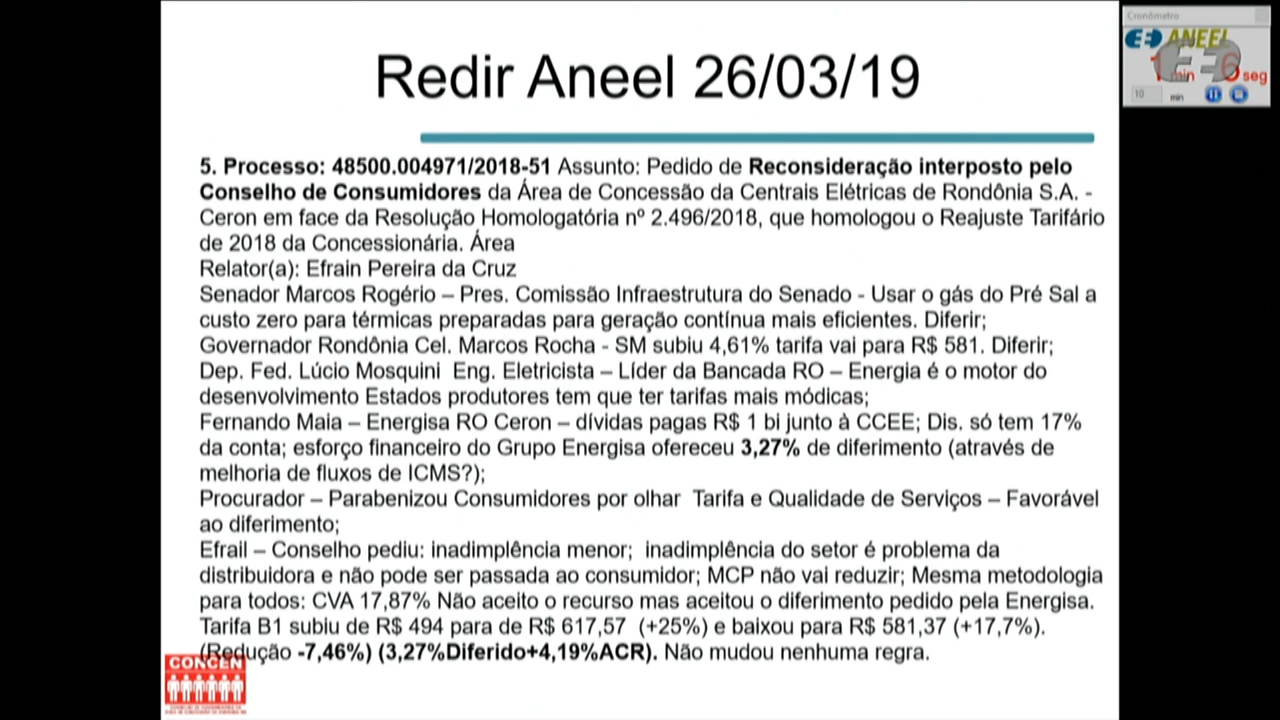 Redir Aneel 26/03/19
Cronômetro
ANEEL
min
seg
10
min
5. Processo: 48500.004971/2018-51 Assunto: Pedido de Reconsideração interposto pelo
Conselho de Consumidores da Área de Concessão da Centrais Elétricas de Rondônia S.A. -
Ceron em face da Resolução Homologatória nº 2.496/2018, que homologou o Reajuste Tarifário
de 2018 da Concessionária. Área
Relator(a): Efrain Pereira da Cruz
Senador Marcos Rogério – Pres. Comissão Infraestrutura do Senado - Usar o gás do Pré Sal a
custo zero para térmicas preparadas para geração contínua mais eficientes. Diferir;
Governador Rondônia Cel. Marcos Rocha - SM subiu 4,61% tarifa vai para R$ 581. Diferir;
Dep. Fed. Lúcio Mosquini Eng. Eletricista – Líder da Bancada RO – Energia é o motor do
desenvolvimento Estados produtores tem que ter tarifas mais módicas;
Fernando Maia – Energisa RO Ceron – dívidas pagas R$ 1 bi junto à CCEE; Dis. só tem 17%
da conta; esforço financeiro do Grupo Energisa ofereceu 3,27% de diferimento (através de
melhoria de fluxos de ICMS?);
Procurador – Parabenizou Consumidores por olhar Tarifa e Qualidade de Serviços – Favorável
ao diferimento;
Efrail – Conselho pediu: inadimplência menor; inadimplência do setor é problema da
distribuidora e não pode ser passada ao consumidor; MCP não vai reduzir; Mesma metodologia
para todos: CVA 17,87% Não aceito o recurso mas aceitou o diferimento pedido pela Energisa.
Tarifa B1 subiu de R$ 494 para de R$ 617,57 (+25%) e baixou para R$ 581,37 (+17,7%).
(Redução -7,46%) (3,27%Diferido+4,19%ACR). Não mudou nenhuma regra.
CONCEN